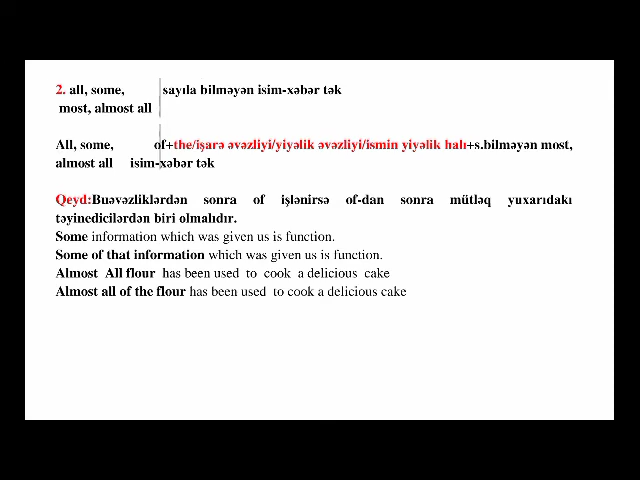 2. all, some, sayıla bilməyən isim-xəbər tək
most, almost all
All, some, of+the/işarə əvəzliyi/yiyəlik əvəzliyi/ismin yiyəlik halı+s.bilməyən most,
almost all isim-xəbər tək
Qeyd:Buəvəzliklərdən sonra of işlənirsə of-dan sonra mütləq yuxarıdakı
təyinedicilərdən biri olmalıdır.
Some information which was given us is function.
Some of that information which was given us is function.
Almost All flour has been used to cook a delicious cake
Almost all of the flour has been used to cook a delicious cake